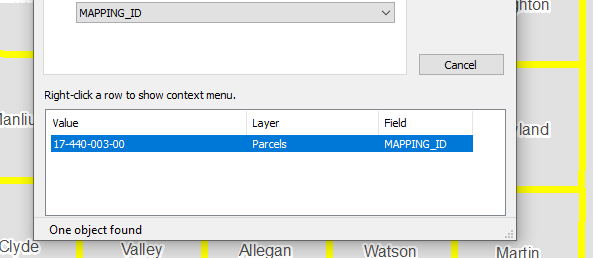 MAPPING_ID
ghton
Cancel
Right-click a row to show context menu.
Manliu
Value Layer Field
yland
17-440-003-00 Parcels MAPPING_ID
One object found
Clyde Valley Allegan Watson Martin